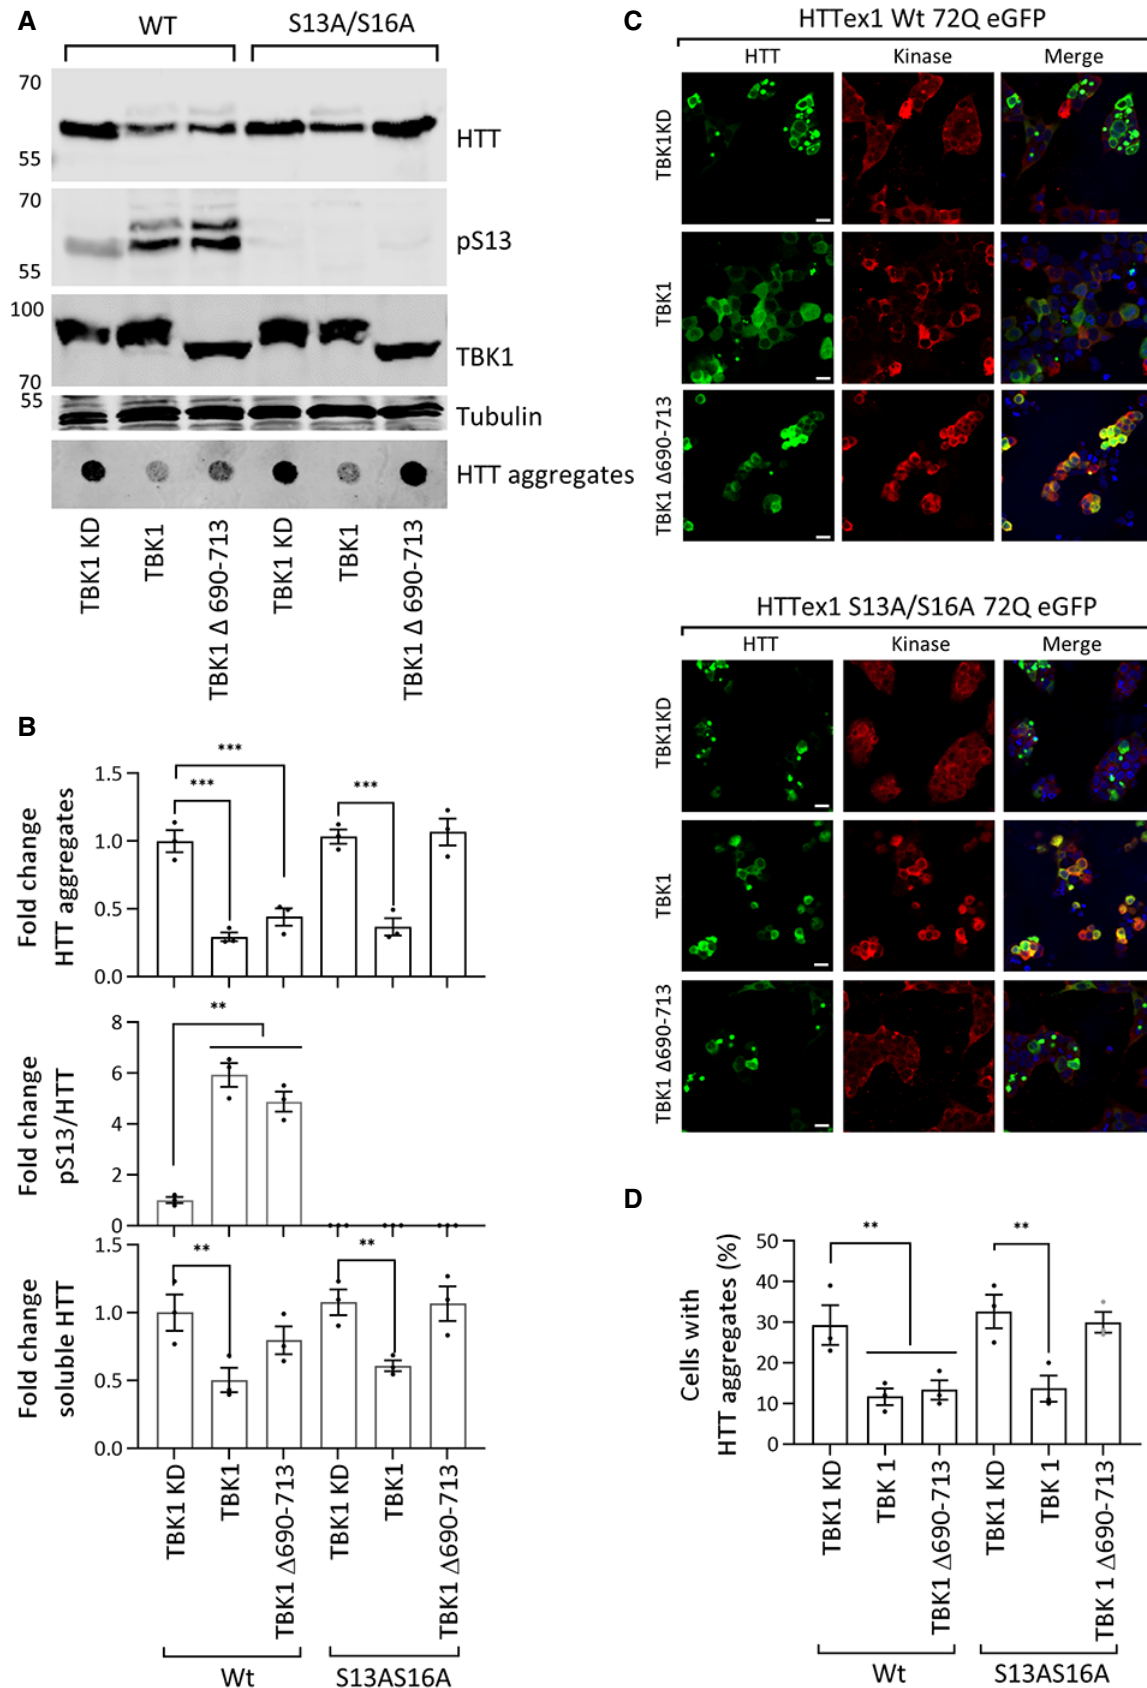 A
WT
S13A/S16A
70
HTT
55
70
pS13
55
100
TBK1
70
55
Tubulin
HTT aggregates
TBK1 KD
TBK1
TBK1 Δ 690-713
TBK1 KD
TBK1
TBK1 Δ 690-713
B
Fold change
HTT aggregates
1.5
1.0
0.5
0.0
***
***
***
Fold change
pS13/HTT
8
6
4
2
0
**
Fold change
soluble HTT
1.5
1.0
0.5
0.0
**
**
TBK1 KD
TBK1
TBK1 Δ690-713
TBK1 KD
TBK1
TBK1 Δ690-713
Wt
S13AS16A
C
HTTex1 Wt 72Q eGFP
HTT
Kinase
Merge
TBK1KD
TBK1
TBK1 Δ690-713
HTTex1 S13A/S16A 72Q eGFP
HTT
Kinase
Merge
TBK1KD
TBK1
TBK1 Δ690-713
D
Cells with
HTT aggregates (%)
50
40
30
20
10
0
**
**
TBK1 KD
TBK 1
TBK1 Δ690-713
TBK1 KD
TBK 1
TBK 1 Δ690-713
Wt
S13AS16A